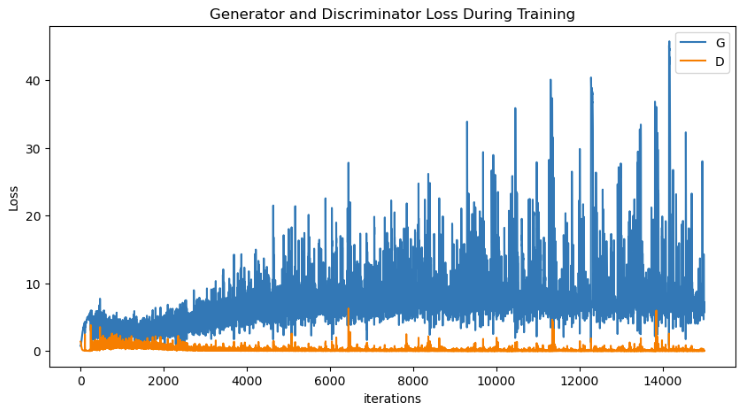 Generator and Discriminator Loss During Training
G
D
Loss
40
30
20
10
0
0 2000 4000 6000 8000 10000 12000 14000
iterations